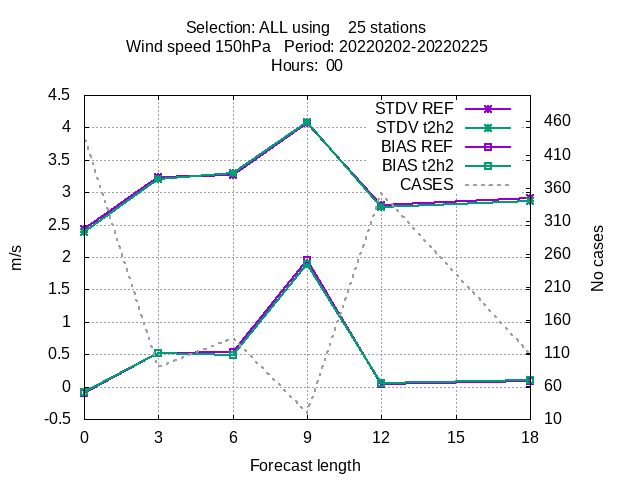 Selection: ALL using 25 stations
Wind speed 150hPa Period: 20220202-20220225
Hours: 00
4.5
4
3.5
3
2.5
2
1.5
1
0.5
0
-0.5
m/s
STDV REF
STDV t2h2
BIAS REF
BIAS t2h2
CASES
460
410
360
310
260
210
160
110
60
10
No cases
0 3 6 9 12 15 18
Forecast length